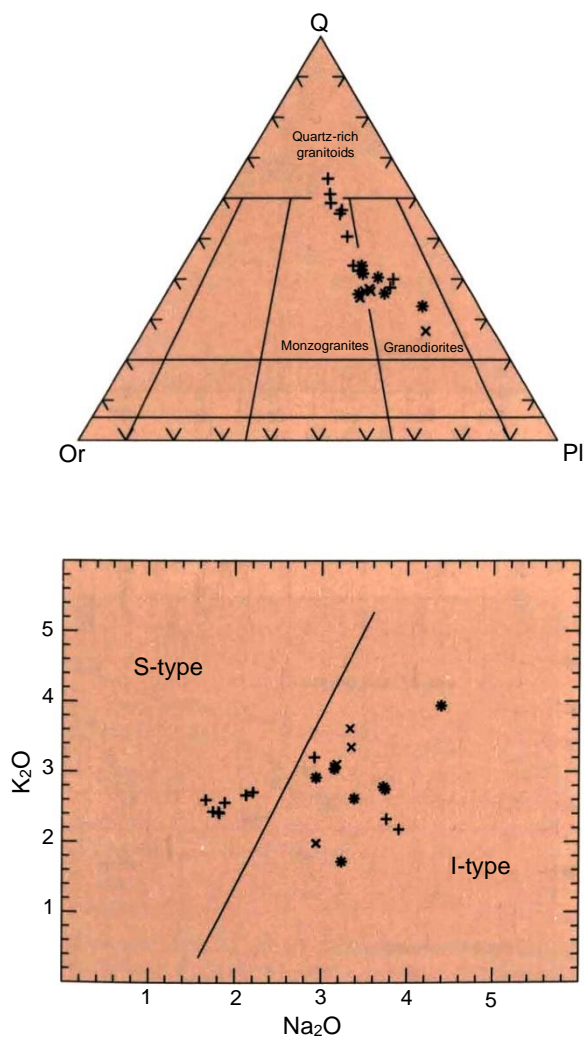 Q
Quartz-rich
granitoids
Monzogranites
Granodiorites
Or
Pl
5
S-type
4
K₂O
3
2
I-type
1
1
2
3
4
5
Na₂O